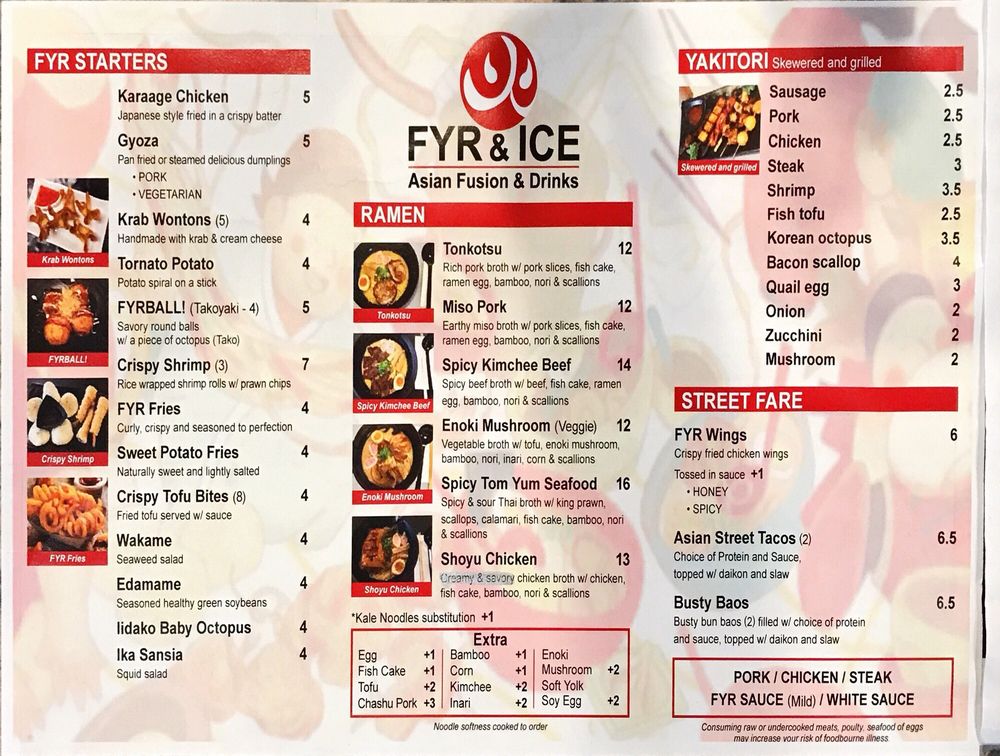 FYR STARTERS
Karaage Chicken 5
Japanese style fried in a crispy batter
Gyoza 5
Pan fried or steamed delicious dumplings
• PORK
• VEGETARIAN
Krab Wontons (5) 4
Handmade with krab & cream cheese
Krab Wontons
Tornato Potato 4
Potato spiral on a stick
FYRBALL! (Takoyaki - 4) 5
Savory round balls
w/ a piece of octopus (Tako)
FYRBALL!
Crispy Shrimp (3) 7
Rice wrapped shrimp rolls w/ prawn chips
FYR Fries 4
Curly, crispy and seasoned to perfection
Crispy Shrimp
Sweet Potato Fries 4
Naturally sweet and lightly salted
Crispy Tofu Bites (8) 4
Fried tofu served w/ sauce
Wakame 4
Seaweed salad
FYR Fries
Edamame 4
Seasoned healthy green soybeans
Iidako Baby Octopus 4
Ika Sansia 4
Squid salad
FYR & ICE
Asian Fusion & Drinks
RAMEN
Tonkotsu 12
Rich pork broth w/ pork slices, fish cake,
ramen egg, bamboo, nori & scallions
Tonkotsu
Miso Pork 12
Earthy miso broth w/ pork slices, fish cake,
ramen egg, bamboo, nori & scallions
Spicy Kimchee Beef 14
Spicy beef broth w/ beef, fish cake, ramen
egg, bamboo, nori & scallions
Spicy Kimchee Beef
Enoki Mushroom (Veggie) 12
Vegetable broth w/ tofu, enoki mushroom,
bamboo, nori, inari, corn & scallions
Enoki Mushroom
Spicy Tom Yum Seafood 16
Spicy & sour Thai broth w/ king prawn,
scallops, calamari, fish cake, bamboo, nori
& scallions
Shoyu Chicken 13
Creamy & savory chicken broth w/ chicken,
fish cake, bamboo, nori & scallions
Shoyu Chicken
*Kale Noodles substitution +1
Extra
Egg +1
Fish Cake +1
Tofu +2
Chashu Pork +3
Bamboo +1
Corn +1
Kimchee +2
Inari +2
Enoki
Mushroom +2
Soft Yolk
Soy Egg +2
Noodle softness cooked to order
YAKITORI Skewered and grilled
Skewered and grilled
Sausage 2.5
Pork 2.5
Chicken 2.5
Steak 3
Shrimp 3.5
Fish tofu 2.5
Korean octopus 3.5
Bacon scallop 4
Quail egg 3
Onion 2
Zucchini 2
Mushroom 2
STREET FARE
FYR Wings 6
Crispy fried chicken wings
Tossed in sauce +1
• HONEY
• SPICY
Asian Street Tacos (2) 6.5
Choice of Protein and Sauce,
topped w/ daikon and slaw
Busty Baos 6.5
Busty bun baos (2) filled w/ choice of protein
and sauce, topped w/ daikon and slaw
PORK / CHICKEN / STEAK
FYR SAUCE (Mild) / WHITE SAUCE
Consuming raw or undercooked meats, poulty, seafood of eggs
may increase your risk of foodbourne illness.